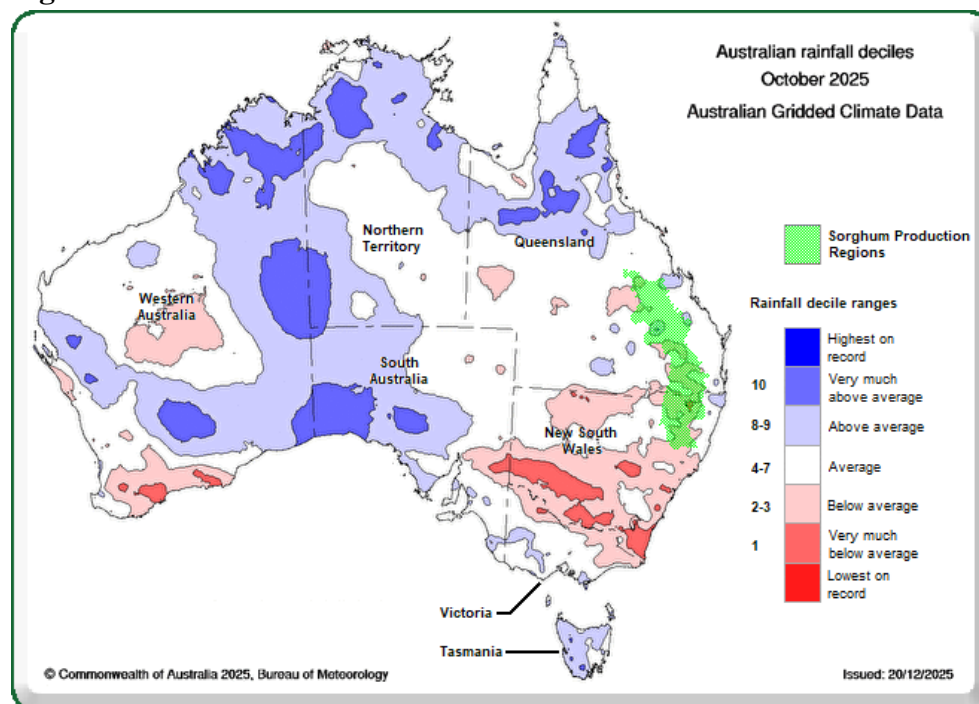 Australian rainfall deciles
October 2025
Australian Gridded Climate Data
Northern
Territory
Queensland
Western
Australia
South
Australia
New South
Wales
Victoria
Tasmania
Sorghum Production
Regions
Rainfall decile ranges
Highest on
record
10 Very much
above average
8-9 Above average
4-7 Average
2-3 Below average
1 Very much
below average
Lowest on
record
© Commonwealth of Australia 2025, Bureau of Meteorology
Issued: 20/12/2025